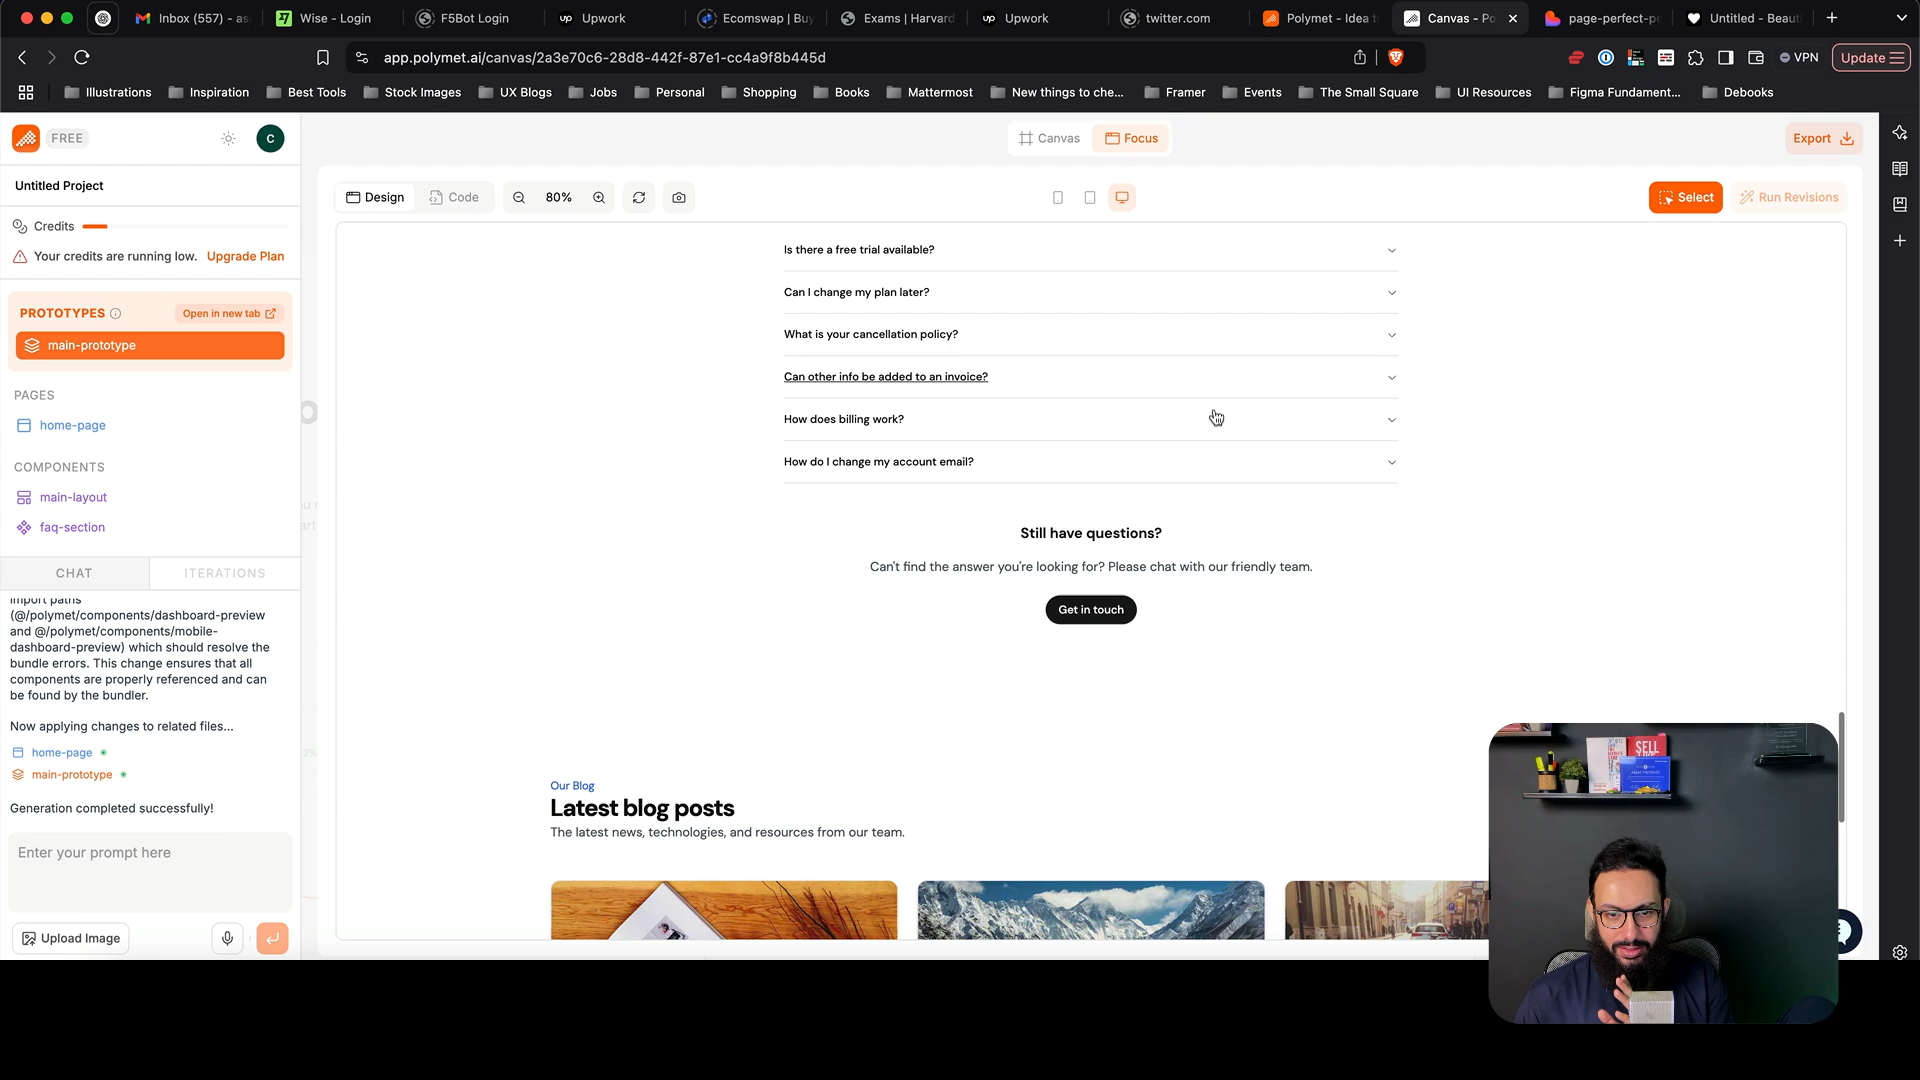 Inbox (557) - as
Wise - Login
F5Bot Login
Upwork
Ecomswap | Buy
Exams | Harvard
Upwork
twitter.com
Polymet - Idea to
Canvas - Po
page-perfect-pe
Untitled - Beaut
app.polymet.ai/canvas/2a3e70c6-28d8-442f-87e1-cc4a9f8b445d
VPN
Update
Illustrations
Inspiration
Best Tools
Stock Images
UX Blogs
Jobs
Personal
Shopping
Books
Mattermost
New things to che...
Framer
Events
The Small Square
UI Resources
Figma Fundament...
Debooks
FREE
C
Canvas
Focus
Export
Untitled Project
Design
Code
80%
Select
Run Revisions
Credits
Your credits are running low. Upgrade Plan
PROTOTYPES
Open in new tab
main-prototype
PAGES
home-page
COMPONENTS
main-layout
faq-section
CHAT
ITERATIONS
import paths
(@/polymet/components/dashboard-preview
and @/polymet/components/mobile-
dashboard-preview) which should resolve the
bundle errors. This change ensures that all
components are properly referenced and can
be found by the bundler.
Now applying changes to related files...
home-page
main-prototype
Generation completed successfully!
Enter your prompt here
Upload Image
Is there a free trial available?
Can I change my plan later?
What is your cancellation policy?
Can other info be added to an invoice?
How does billing work?
How do I change my account email?
Still have questions?
Can't find the answer you're looking for? Please chat with our friendly team.
Get in touch
Our Blog
Latest blog posts
The latest news, technologies, and resources from our team.
SELL